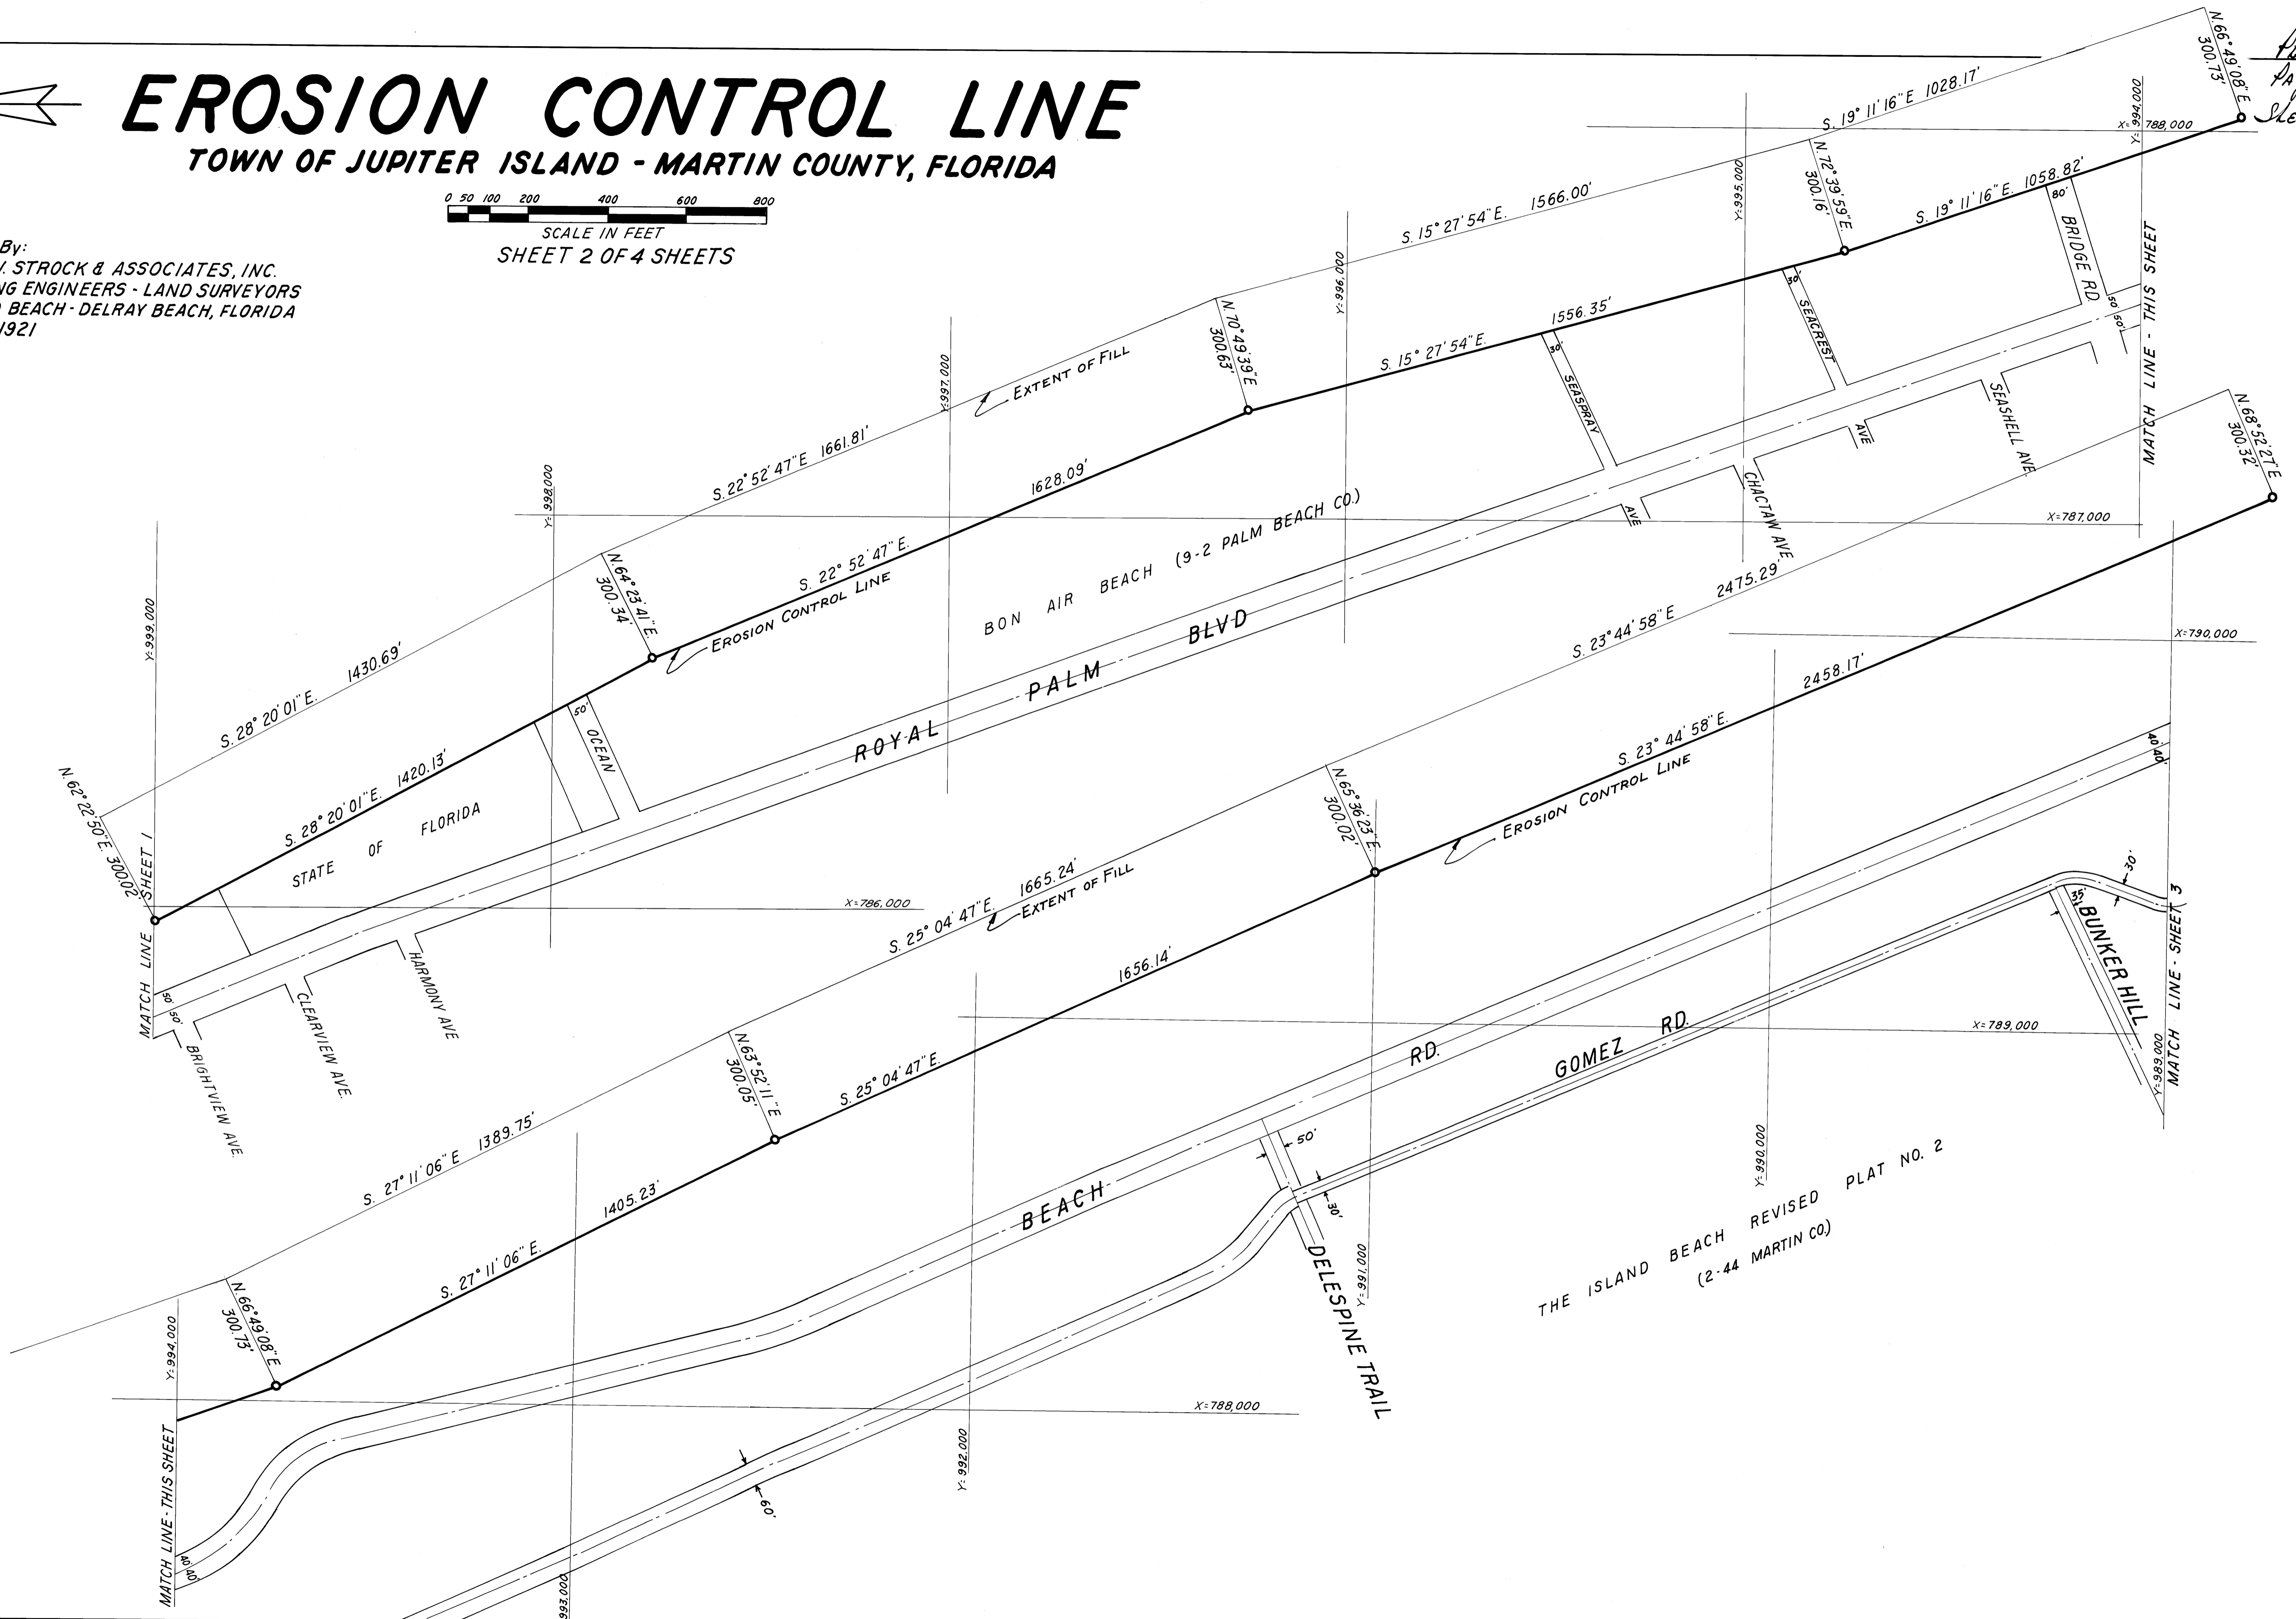 EROSION CONTROL LINE
TOWN OF JUPITER ISLAND - MARTIN COUNTY, FLORIDA
0 50 100 200 400 600 800
SCALE IN FEET
SHEET 2 OF 4 SHEETS
By:
STROCK & ASSOCIATES, INC.
ENGINEERS - LAND SURVEYORS
BEACH - DELRAY BEACH, FLORIDA
1921
N. 66° 49' 08" E
300.73'
S. 19° 11' 16" E 1028.17'
X= 788,000
Y= 994,000
N. 72° 39' 59" E.
300.16'
S. 19° 11' 16" E. 1058.82'
80'
BRIDGE RD.
50'
50'
MATCH LINE - THIS SHEET
Y=995,000
S. 15° 27' 54" E. 1566.00'
Y=996,000
S. 15° 27' 54" E.
1556.35'
30'
SEACREST
AVE
30'
SEASPRAY
AVE
SEASHELL AVE.
CHACTAW AVE.
N. 70° 49' 39" E
300.63'
EXTENT OF FILL
Y=997,000
S. 22° 52' 47" E 1661.81'
1628.09'
S. 22° 52' 47" E.
EROSION CONTROL LINE
Y= 998,000
N. 64° 23' 41" E.
300.34'
BON AIR BEACH (9-2 PALM BEACH CO.)
X=787,000
ROYAL PALM BLVD
Y=999,000
S. 28° 20' 01" E. 1430.69'
S. 28° 20' 01" E. 1420.13'
50'
OCEAN
STATE OF FLORIDA
N. 62° 22' 50" E. 300.02'
MATCH LINE SHEET 1
X=786,000
50'
50'
BRIGHTVIEW AVE.
CLEARVIEW AVE.
HARMONY AVE
N. 68° 52' 27" E
300.32'
S. 23° 44' 58" E 2475.29'
X=790,000
2458.17'
S. 23° 44' 58" E.
EROSION CONTROL LINE
N. 65° 36' 23" E.
300.02'
40'
40'
30'
35'
BUNKER HILL
MATCH LINE - SHEET 3
Y=989,000
S. 25° 04' 47" E. 1665.24'
EXTENT OF FILL
1656.14'
S. 25° 04' 47" E.
X=789,000
GOMEZ RD.
BEACH RD.
N. 63° 52' 11" E
300.05'
S. 27° 11' 06" E 1389.75'
1405.23'
S. 27° 11' 06" E.
50'
30'
DELESPINE TRAIL
Y=991,000
Y=990,000
THE ISLAND BEACH REVISED PLAT NO. 2
(2-44 MARTIN CO.)
N. 66° 49' 08" E
300.73'
Y=994,000
MATCH LINE - THIS SHEET
40'
40'
X=788,000
Y= 992,000
60'
993,000